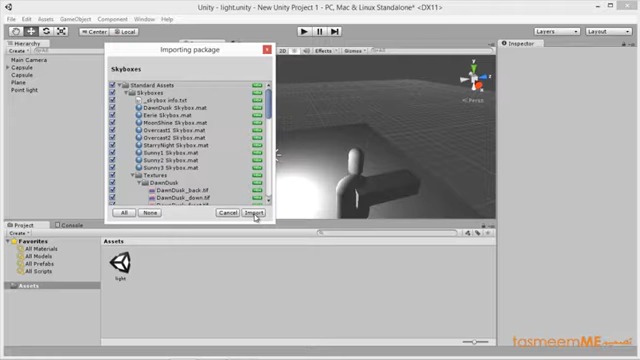 Unity - light.unity - New Unity Project 1 - PC, Mac & Linux Standalone* <DX11>
File Edit Assets GameObject Component Window Help
Center Local
Layers Layout
Hierarchy
Create
Main Camera
Capsule
Capsule
Plane
Point light
Importing package
Skyboxes
Standard Assets
Skyboxes
_skybox info.txt
DawnDusk Skybox.mat
Eerie Skybox.mat
MoonShine Skybox.mat
Overcast1 Skybox.mat
Overcast2 Skybox.mat
StarryNight Skybox.mat
Sunny1 Skybox.mat
Sunny2 Skybox.mat
Sunny3 Skybox.mat
Textures
DawnDusk
DawnDusk_back.tif
DawnDusk_down.tif
All None Cancel Import
2D Effects Gizmos
Persp
Inspector
Project Console
Create
Favorites
All Materials
All Models
All Prefabs
All Scripts
Assets
Assets
light
tasmeemME.com